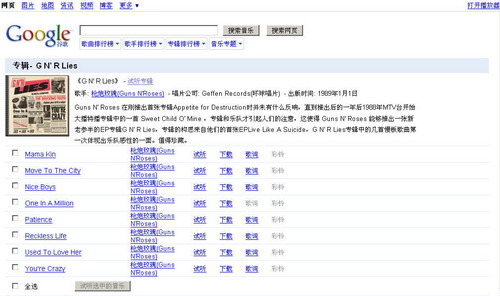 网页 图片 地图 资讯 视频 博客 更多 打开播放器
Google 谷歌 搜索音乐 搜索网页
歌曲排行榜 歌手排行榜 专辑排行榜 音乐专题
专辑- G N' R Lies
《G N' R Lies》 - 试听专辑
歌手: 枪炮玫瑰(Guns N'Roses) - 唱片公司: Geffen Records(环球唱片) - 出版时间: 1989年1月1日
Guns N' Roses 在刚推出首张专辑Appetite for Destruction时并未有什么反响，直到推出后的一年后1988年MTV台开始
大播特播专辑中的一首 Sweet Child O' Mine ，专辑和乐队才引起人们的注意，这使得 Guns N' Roses 能够推出一张新
老参半的EP专辑G N' R Lie，专辑的构思来自他们的首张EPLive Like A Suicide，G N' R Lies专辑中的几首慢板歌曲第
一次体现出乐队感性的一面，值得珍藏。
Mama Kin 枪炮玫瑰(Guns N'Roses) 试听 下载 歌词 彩铃
Move To The City 枪炮玫瑰(Guns N'Roses) 试听 下载 歌词 彩铃
Nice Boys 枪炮玫瑰(Guns N'Roses) 试听 下载 歌词 彩铃
One In A Million 枪炮玫瑰(Guns N'Roses) 试听 下载 歌词 彩铃
Patience 枪炮玫瑰(Guns N'Roses) 试听 下载 歌词 彩铃
Reckless Life 枪炮玫瑰(Guns N'Roses) 试听 下载 歌词 彩铃
Used To Love Her 枪炮玫瑰(Guns N'Roses) 试听 下载 歌词 彩铃
You're Crazy 枪炮玫瑰(Guns N'Roses) 试听 下载 歌词 彩铃
全选 试听选中的音乐